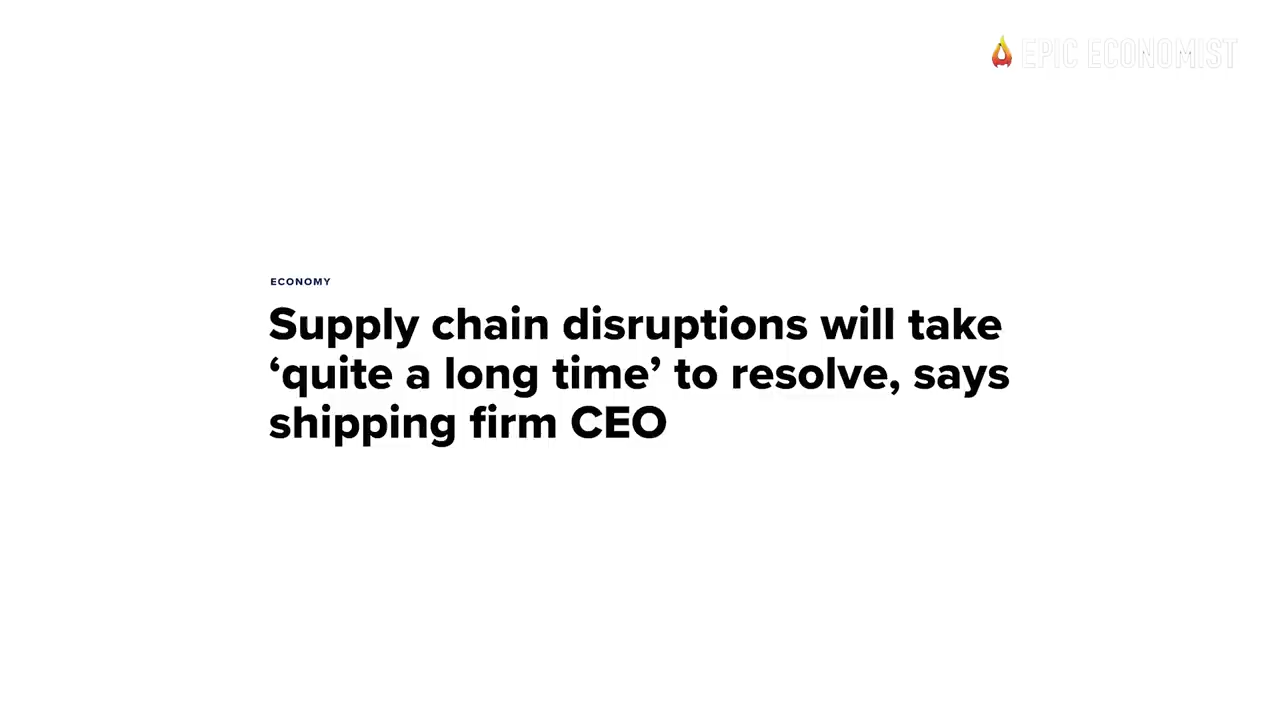 EPIC ECONOMIST
ECONOMY
Supply chain disruptions will take
‘quite a long time’ to resolve, says
shipping firm CEO